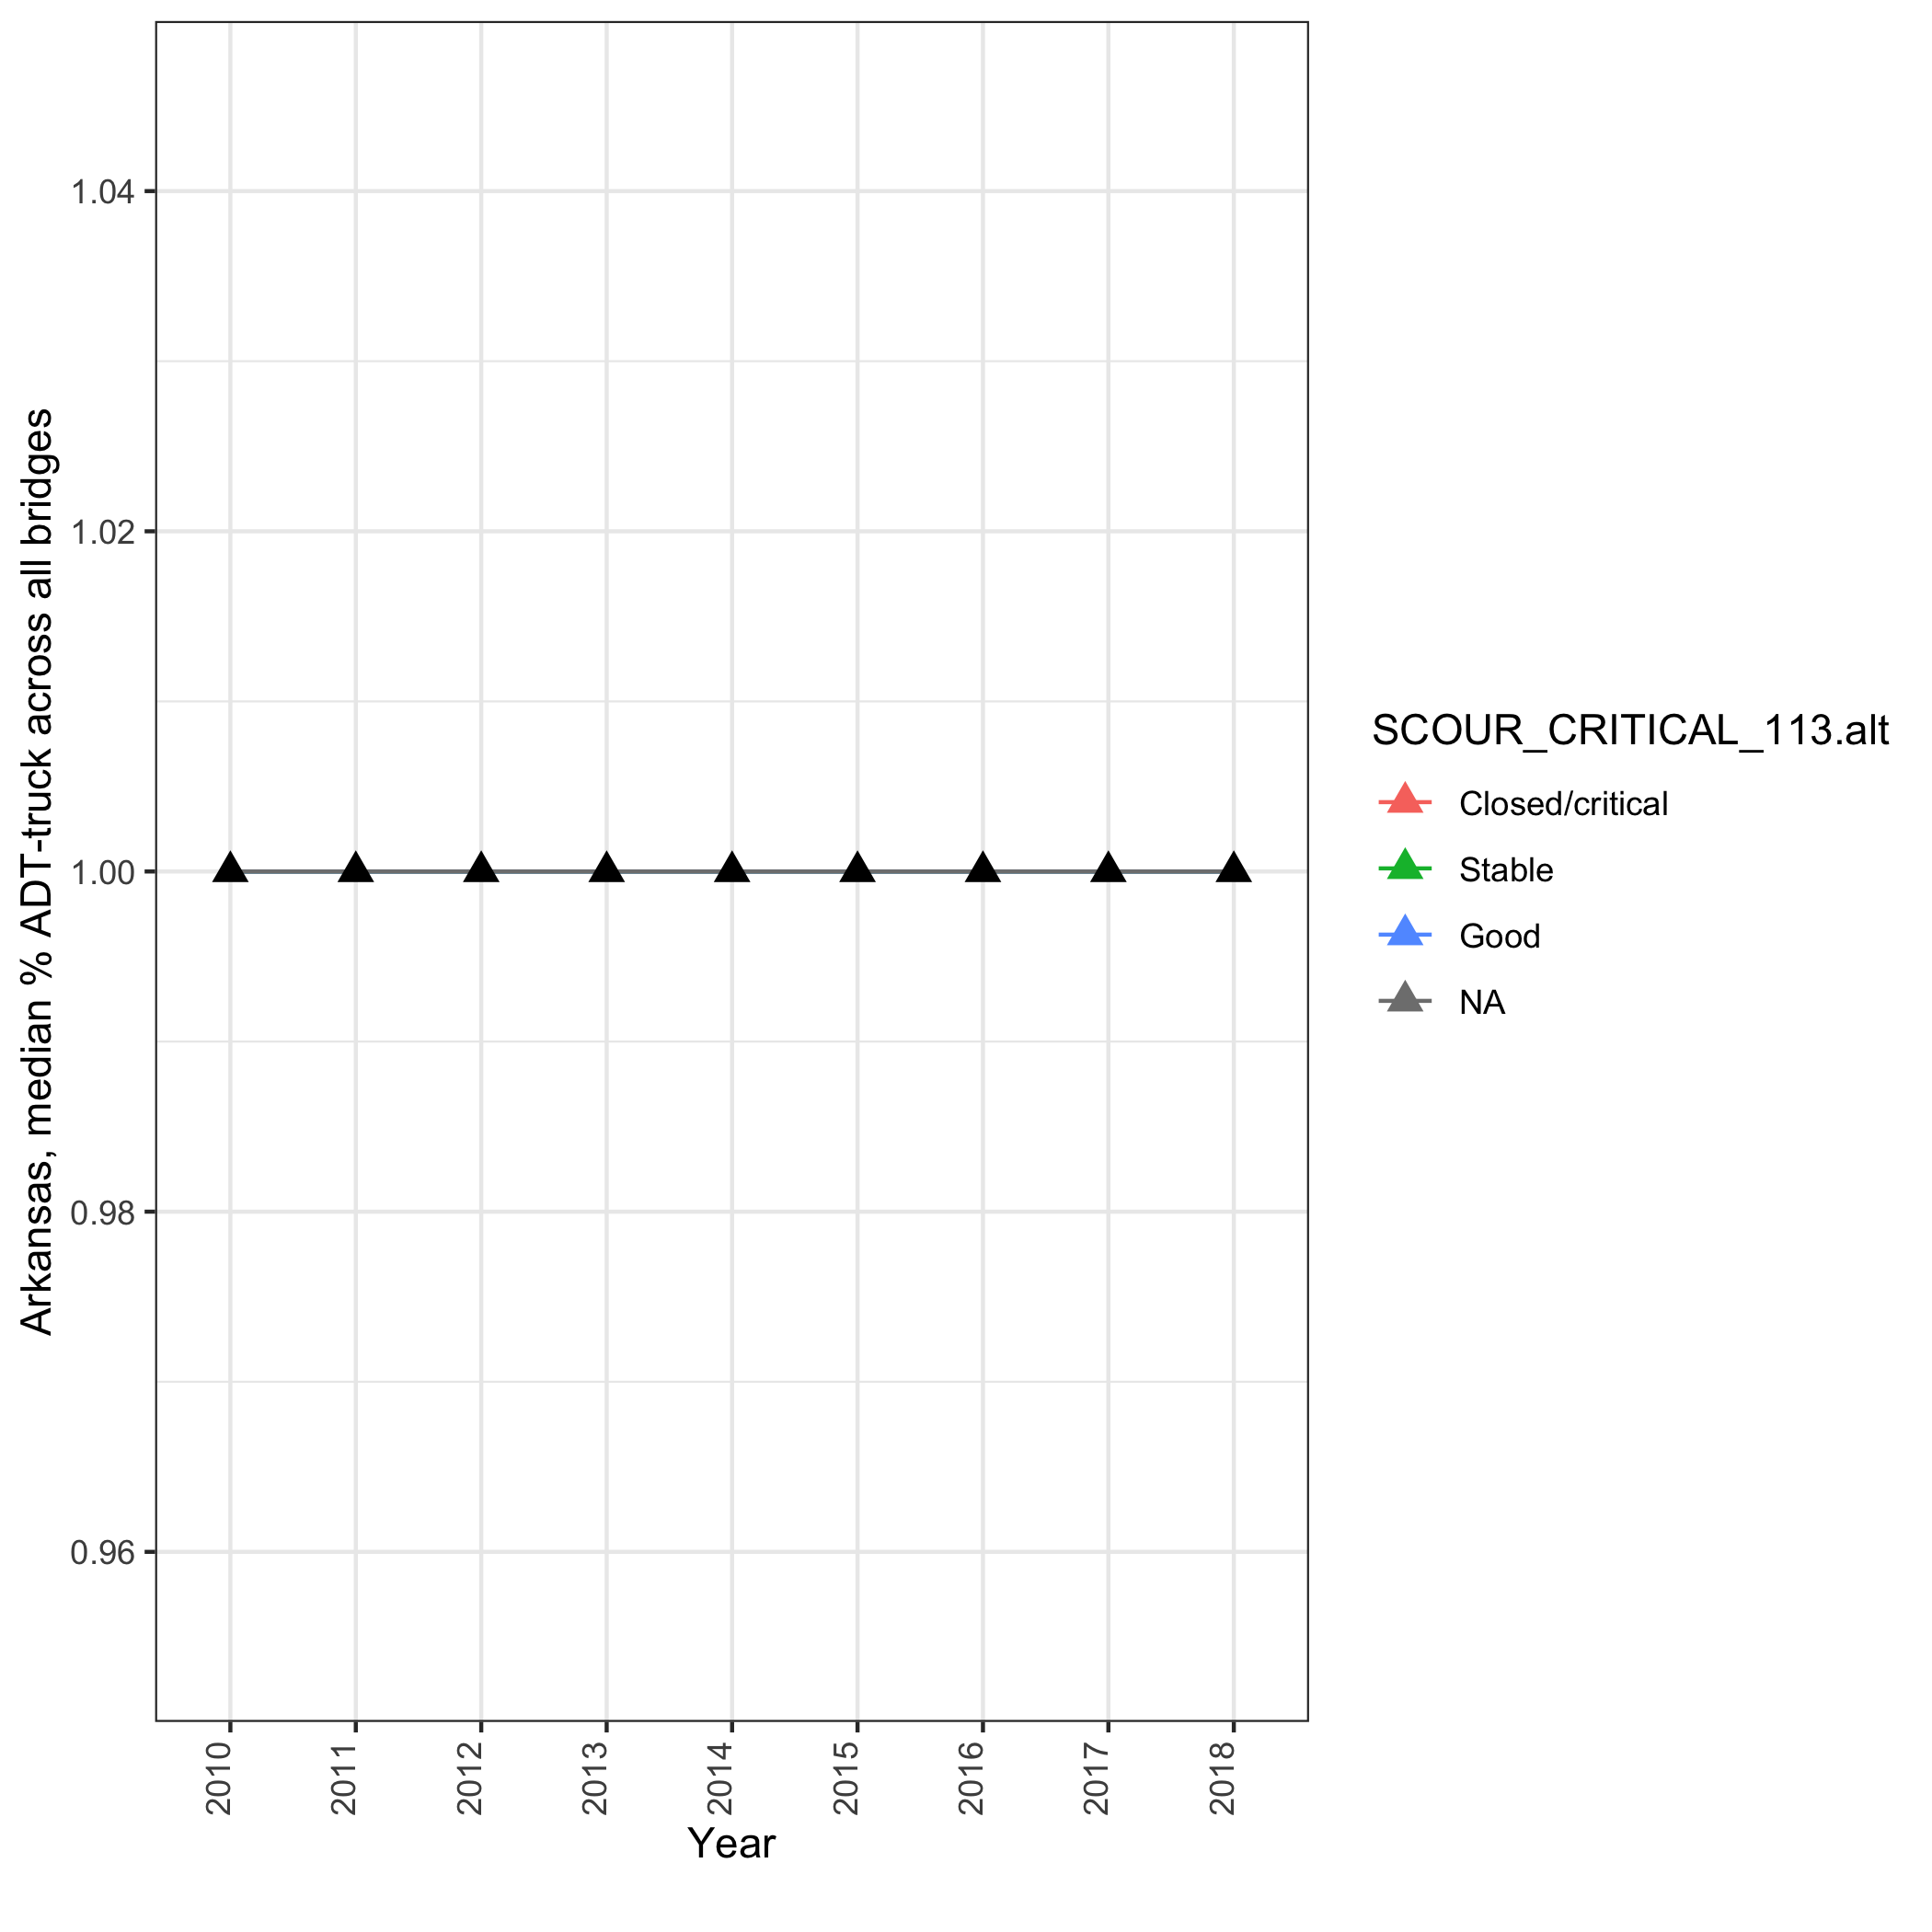 Arkansas, median % ADT-truck across all bridges
1.04
1.02
1.00
0.98
0.96
2010
2011
2012
2013
2014
2015
2016
2017
2018
Year
SCOUR_CRITICAL_113.alt
Closed/critical
Stable
Good
NA